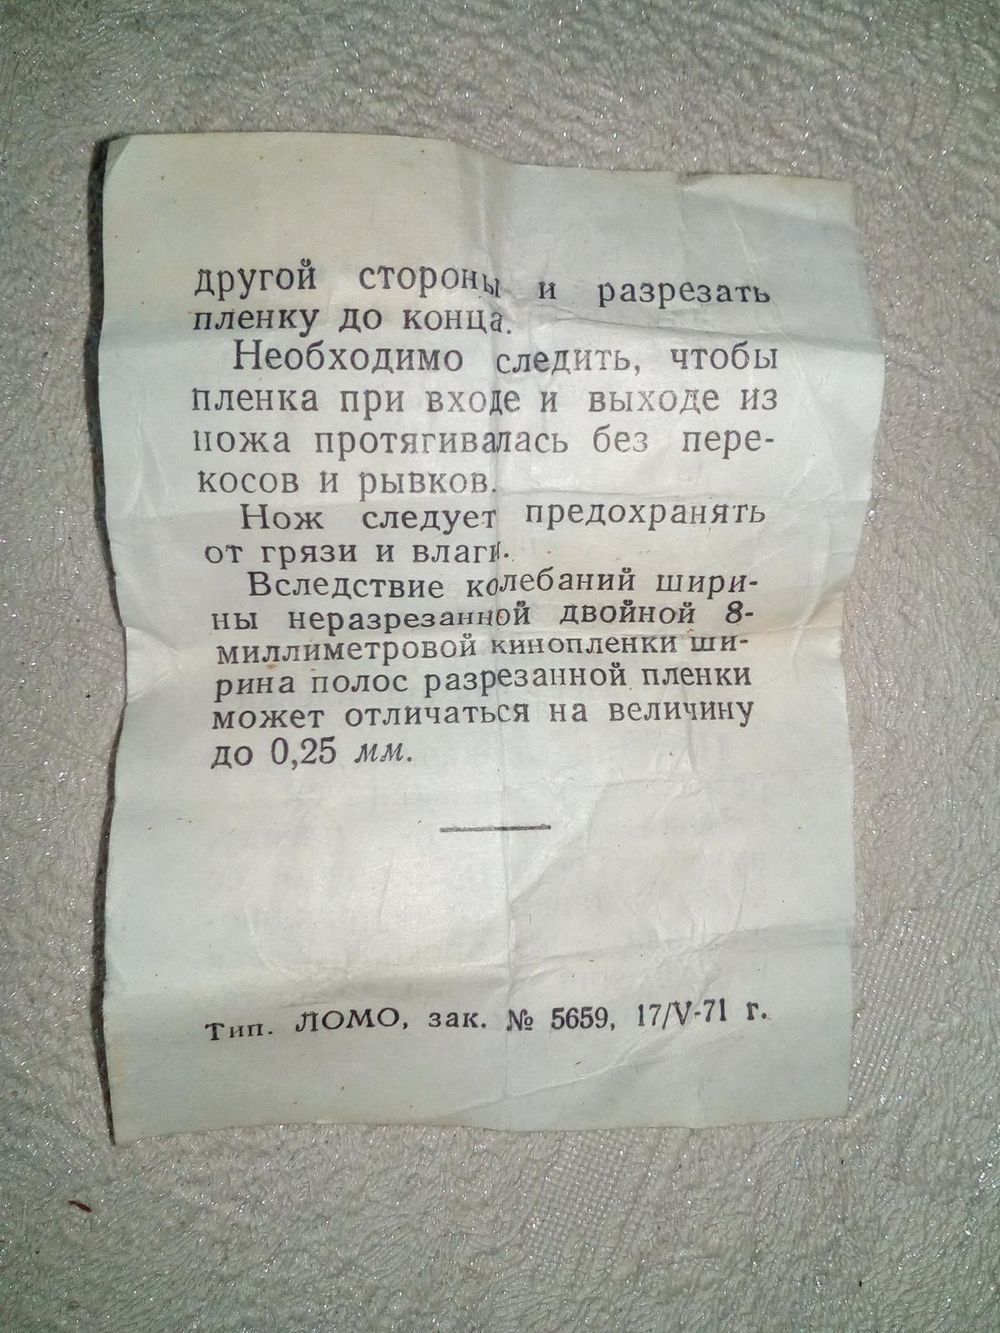 другой стороны и разрезать
пленку до конца.
Необходимо следить, чтобы
пленка при входе и выходе из
ножа протягивалась без пере-
косов и рывков.
Нож следует предохранять
от грязи и влаги.
Вследствие колебаний шири-
ны неразрезанной двойной 8-
миллиметровой кинопленки ши-
рина полос разрезанной пленки
может отличаться на величину
до 0,25 мм.
Тип. ЛОМО, зак. № 5659, 17/V-71 г.